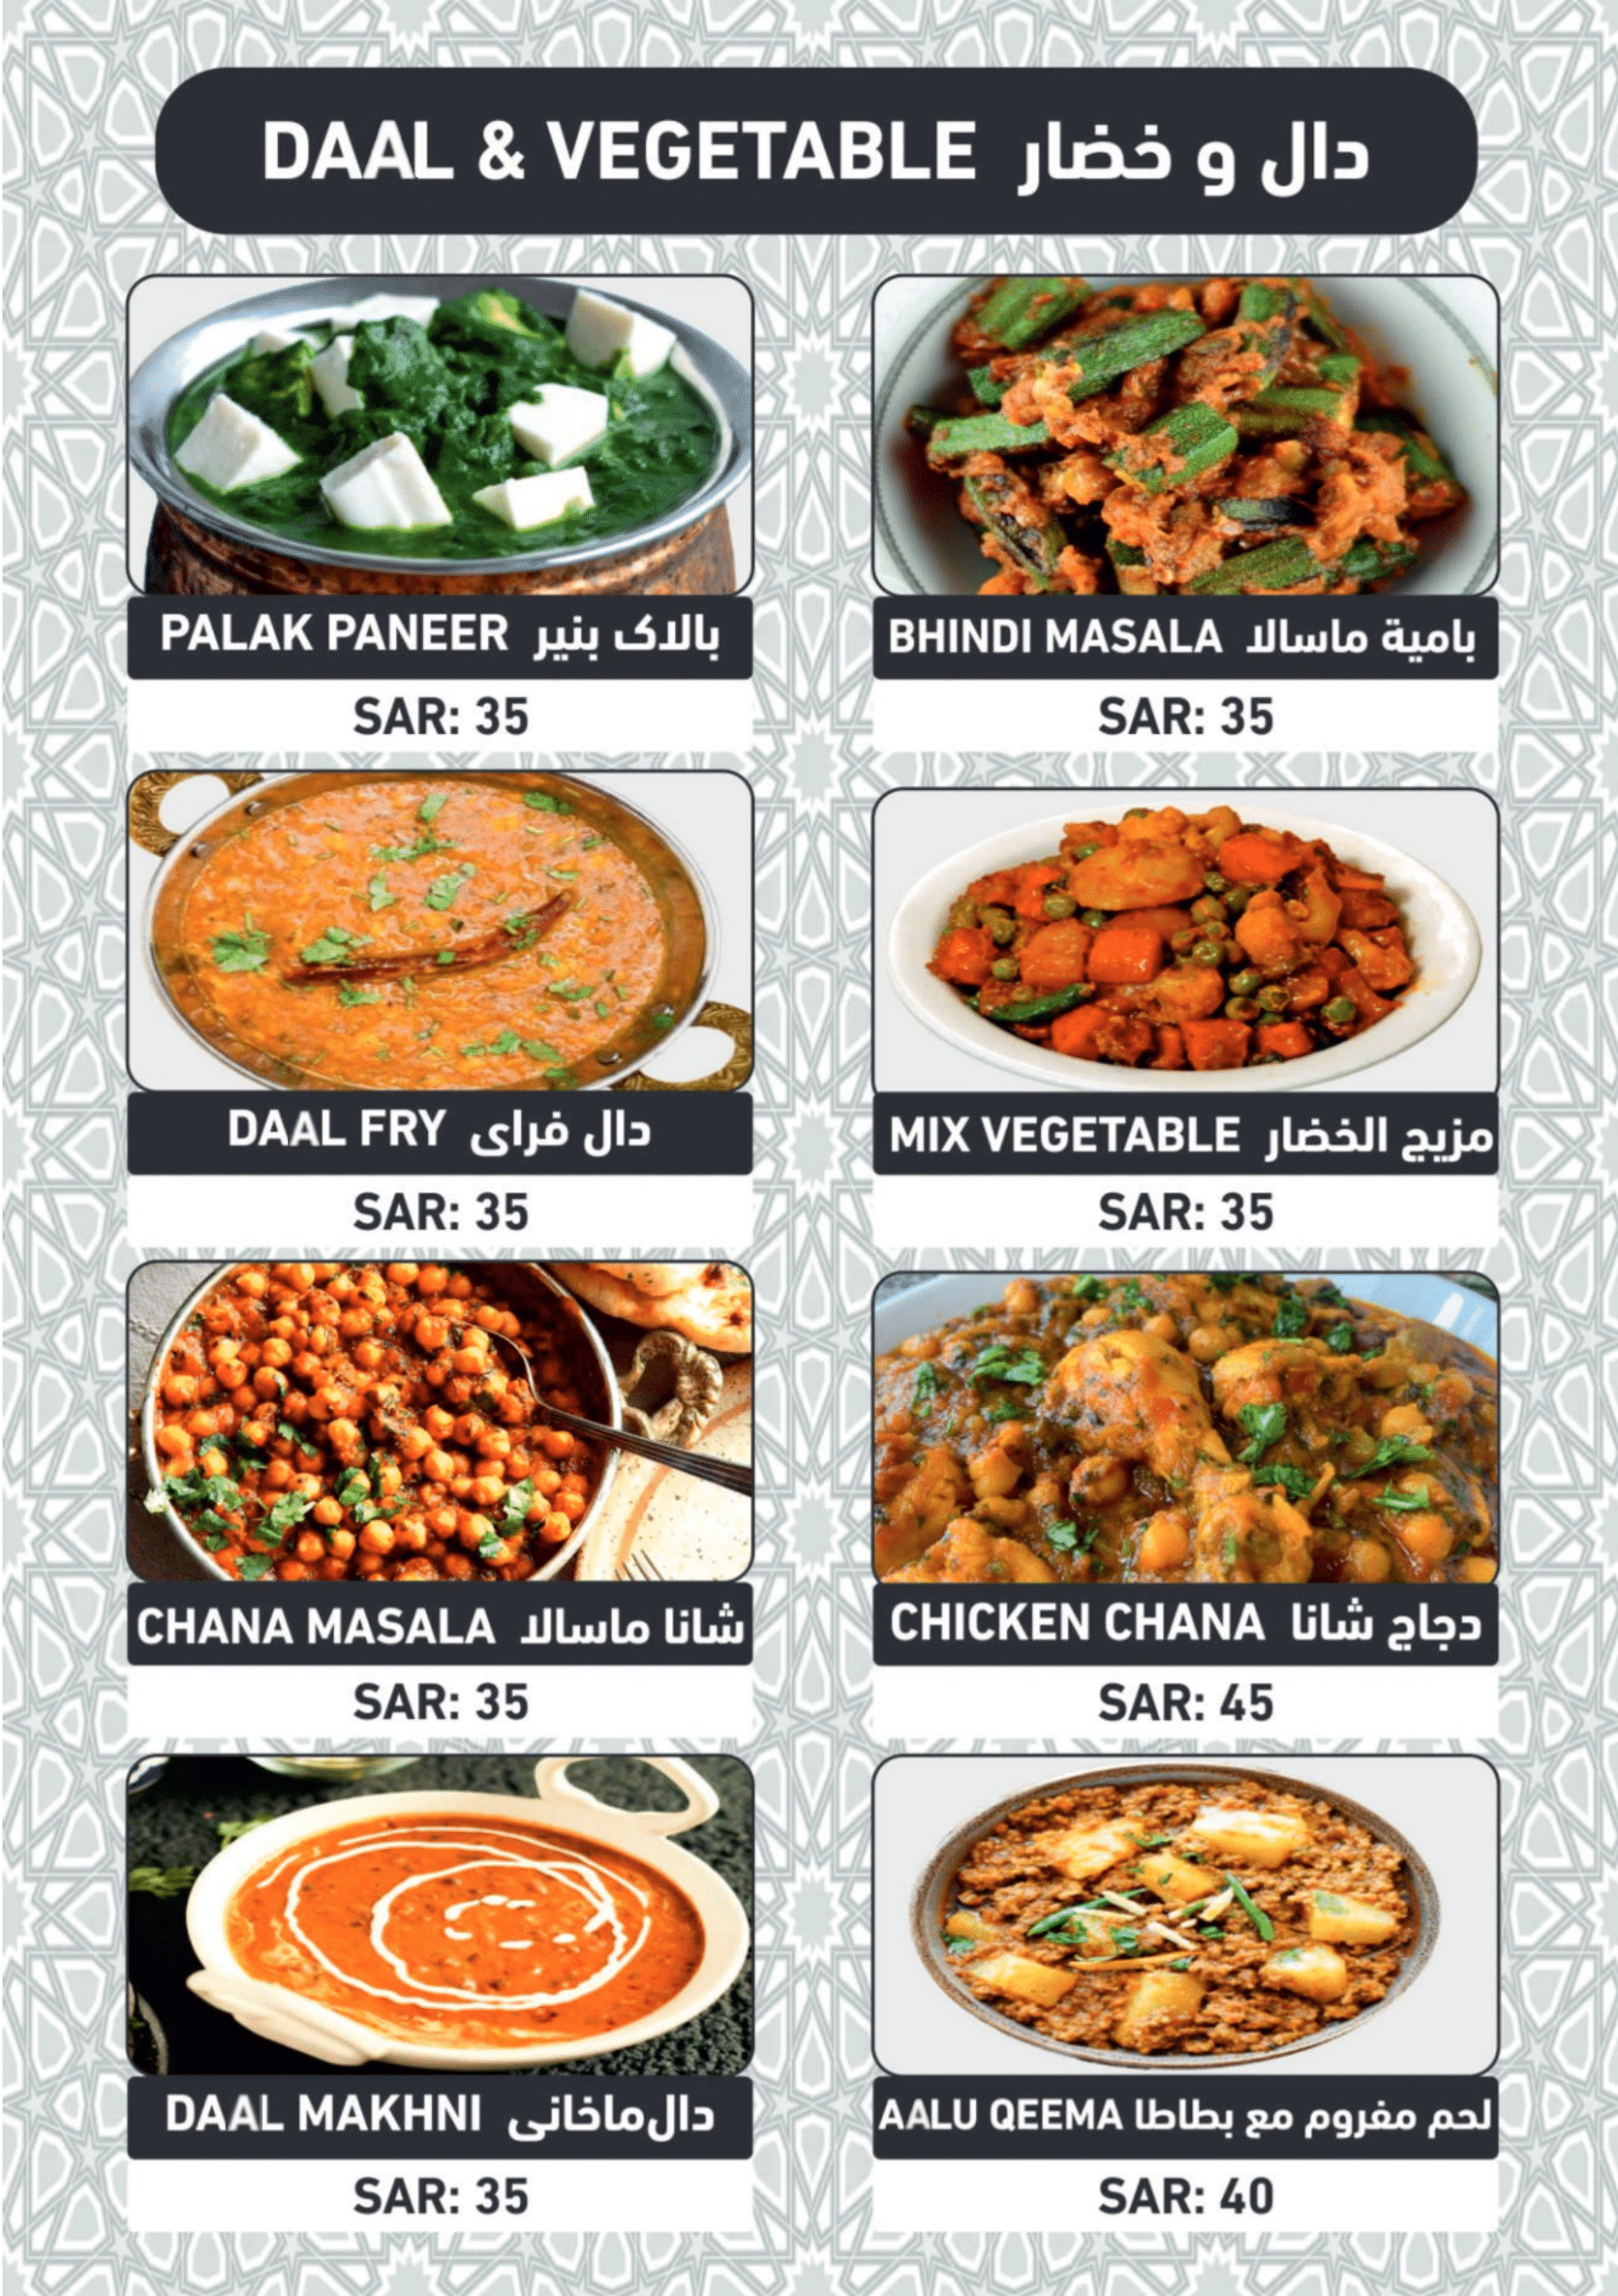 DAAL & VEGETABLE دال و خضار
PALAK PANEER بالاک بنیر
SAR: 35
BHINDI MASALA بامية ماسالا
SAR: 35
DAAL FRY دال فرای
SAR: 35
MIX VEGETABLE مزيج الخضار
SAR: 35
CHANA MASALA شانا ماسالا
SAR: 35
CHICKEN CHANA دجاج شانا
SAR: 45
DAAL MAKHNI دال‌ماخانی
SAR: 35
AALU QEEMA لحم مفروم مع بطاطا
SAR: 40